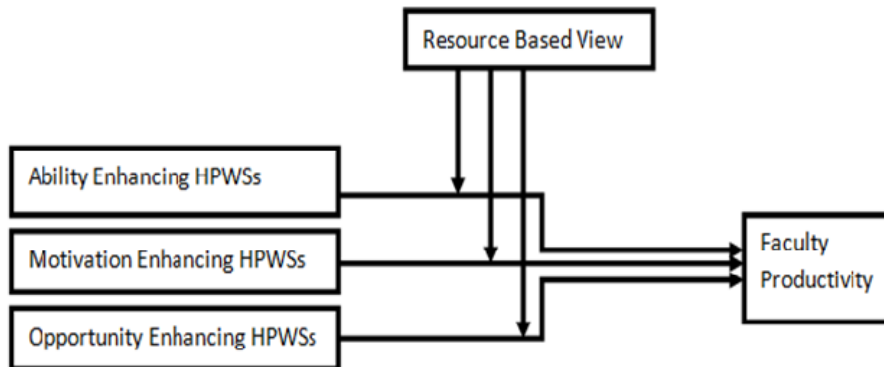 Resource Based View
Ability Enhancing HPWSs
Motivation Enhancing HPWSs
Opportunity Enhancing HPWSs
Faculty
Productivity